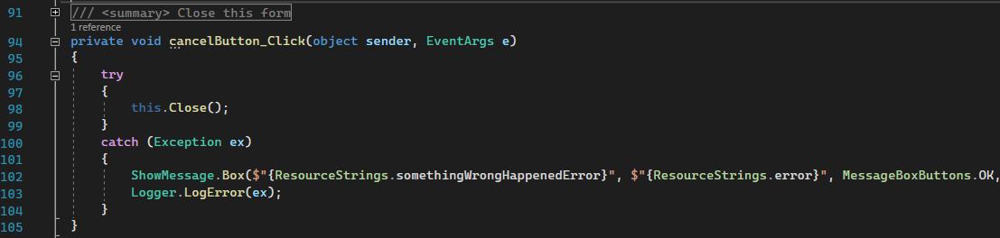 91 /// <summary> Close this form
1 reference
94 private void cancelButton_Click(object sender, EventArgs e)
95 {
96 try
97 {
98 this.Close();
99 }
100 catch (Exception ex)
101 {
102 ShowMessage.Box($"{ResourceStrings.somethingWrongHappenedError}", $"{ResourceStrings.error}", MessageBoxButtons.OK,
103 Logger.LogError(ex);
104 }
105 }